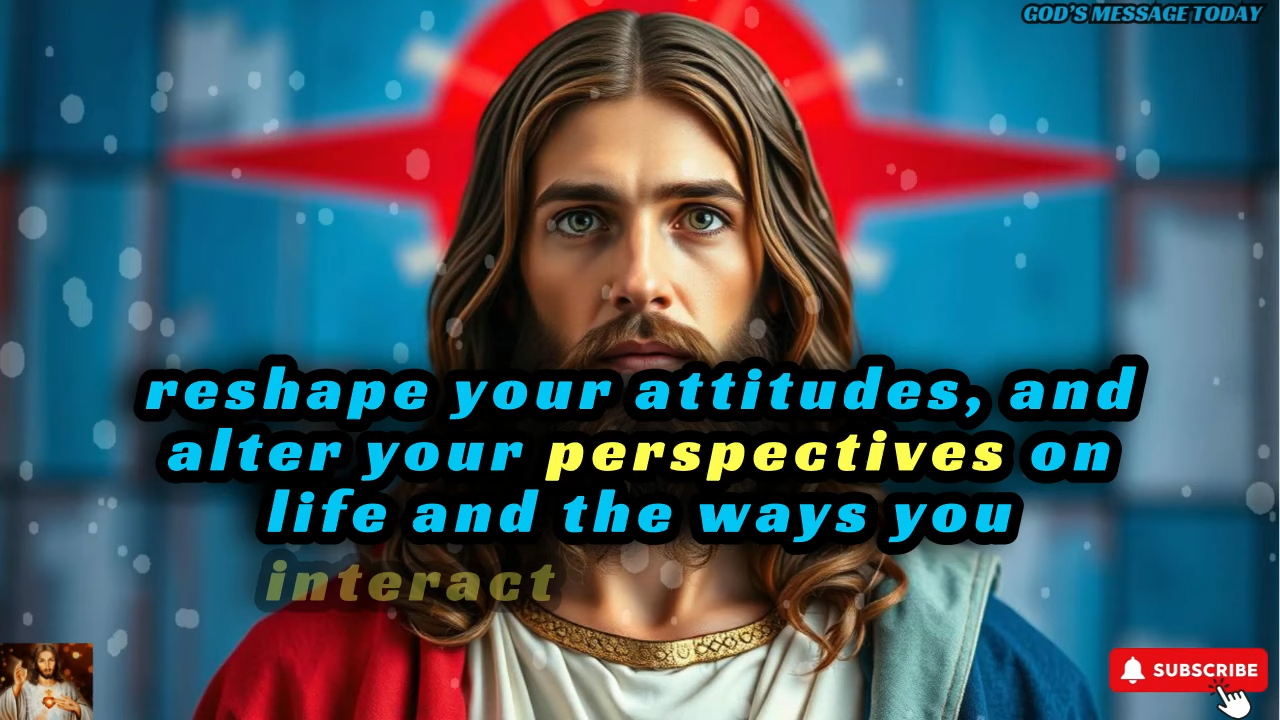 GOD'S MESSAGE TODAY
reshape your attitudes, and
alter your perspectives on
life and the ways you
interact
SUBSCRIBE